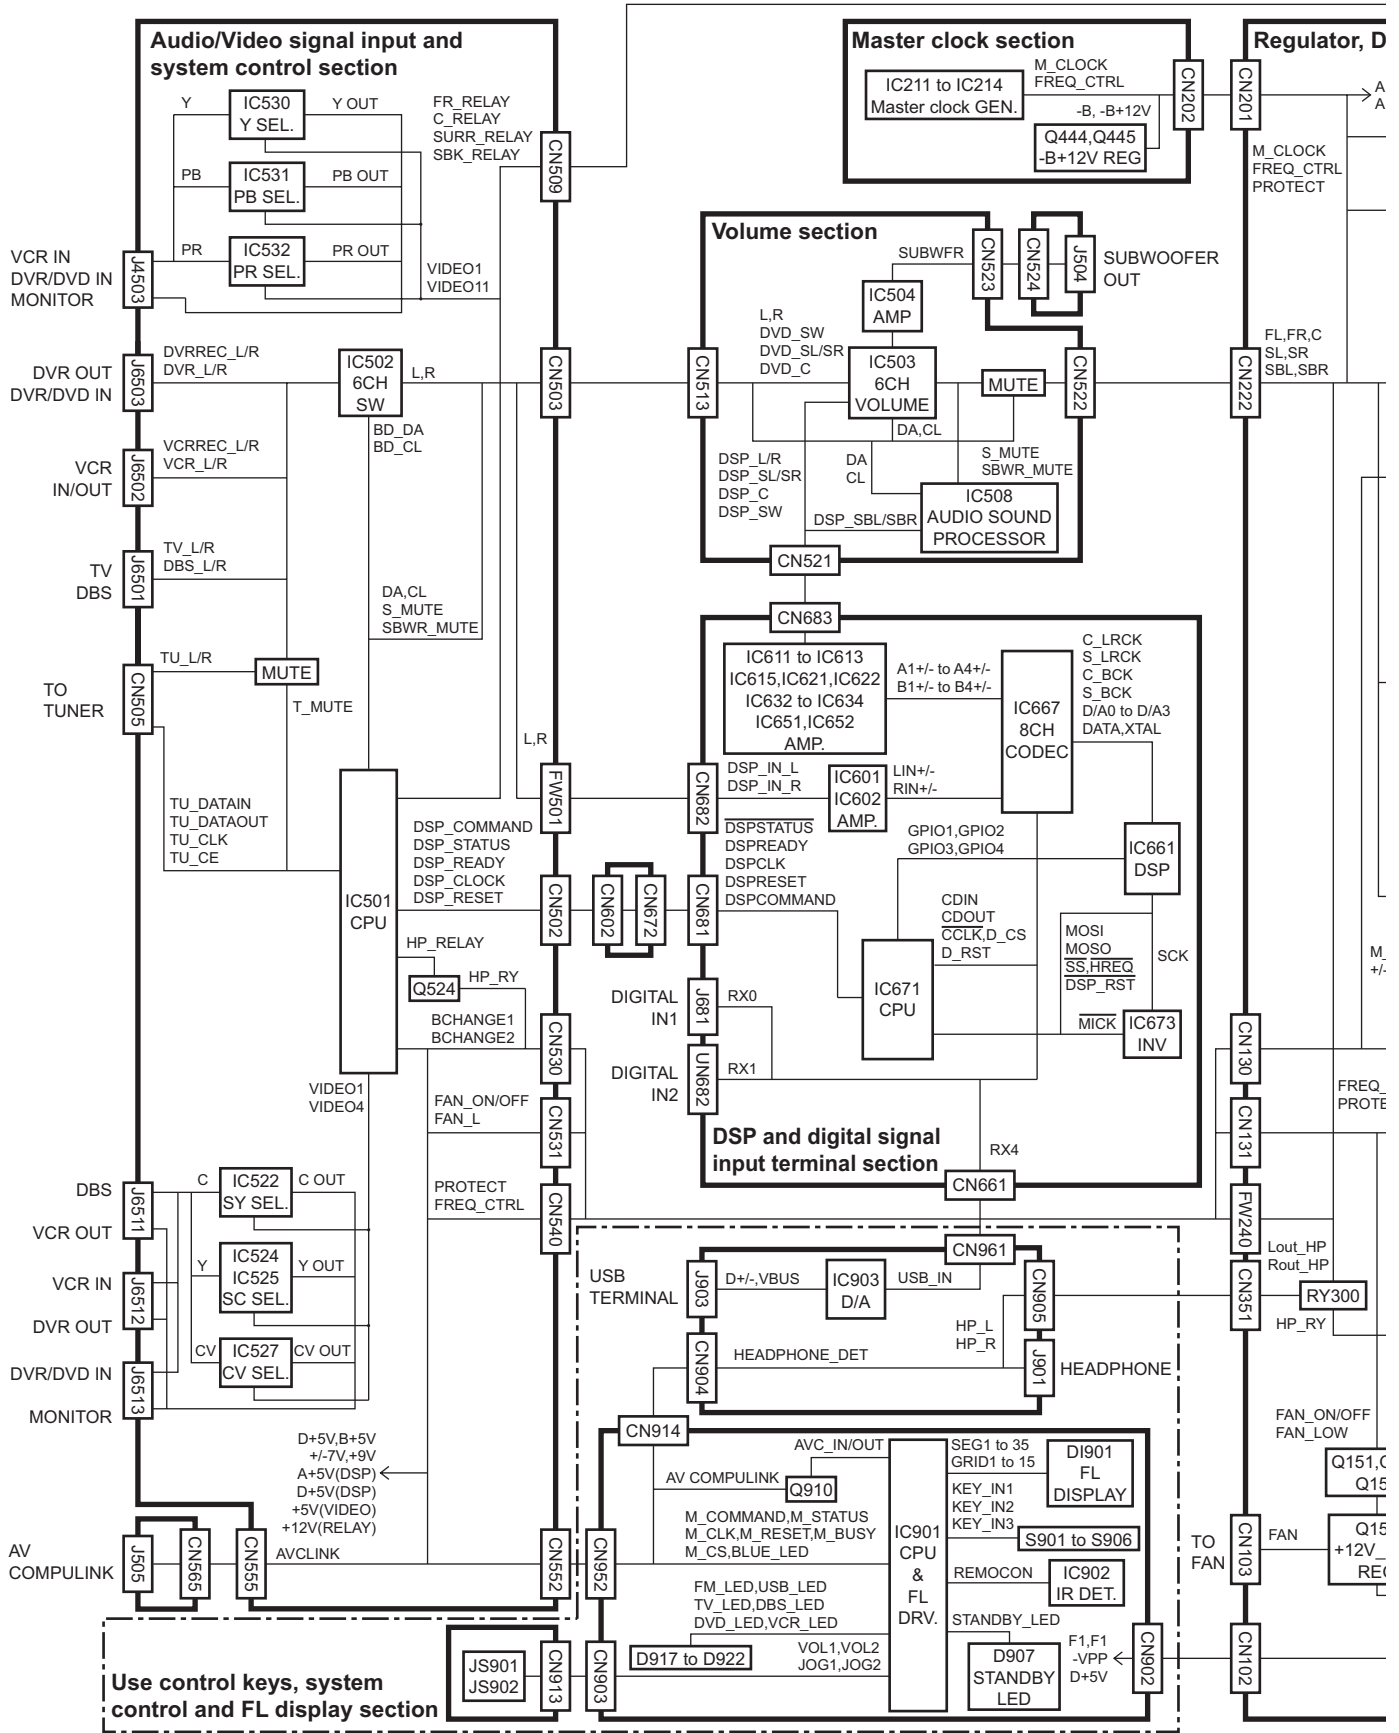 Audio/Video signal input and
system control section
Y
IC530
Y SEL.
Y OUT
PB
IC531
PB SEL.
PB OUT
PR
IC532
PR SEL.
PR OUT
FR_RELAY
C_RELAY
SURR_RELAY
SBK_RELAY
CN509
VIDEO1
VIDEO11
VCR IN
DVR/DVD IN
MONITOR
J4503
DVR OUT
DVR/DVD IN
J6503
DVRREC_L/R
DVR_L/R
IC502
6CH
SW
L,R
CN503
BD_DA
BD_CL
VCR
IN/OUT
J6502
VCRREC_L/R
VCR_L/R
TV
DBS
J6501
TV_L/R
DBS_L/R
DA,CL
S_MUTE
SBWR_MUTE
TO
TUNER
CN505
TU_L/R
MUTE
T_MUTE
L,R
FW501
TU_DATAIN
TU_DATAOUT
TU_CLK
TU_CE
IC501
CPU
DSP_COMMAND
DSP_STATUS
DSP_READY
DSP_CLOCK
DSP_RESET
CN502
CN602
CN672
HP_RELAY
Q524
HP_RY
BCHANGE1
BCHANGE2
CN530
VIDEO1
VIDEO4
FAN_ON/OFF
FAN_L
CN531
PROTECT
FREQ_CTRL
CN540
DBS
VCR OUT
J6511
C
IC522
SY SEL.
C OUT
VCR IN
DVR OUT
J6512
Y
IC524
IC525
SC SEL.
Y OUT
DVR/DVD IN
MONITOR
J6513
CV
IC527
CV SEL.
CV OUT
D+5V,B+5V
+/-7V,+9V
A+5V(DSP)
D+5V(DSP)
+5V(VIDEO)
+12V(RELAY)
AV
COMPULINK
J505
CN565
CN555
AVCLINK
CN552
Master clock section
IC211 to IC214
Master clock GEN.
M_CLOCK
FREQ_CTRL
-B, -B+12V
Q444,Q445
-B+12V REG
CN202
Regulator, D
CN201
A
A
M_CLOCK
FREQ_CTRL
PROTECT
Volume section
SUBWFR
CN523
CN524
J504
SUBWOOFER
OUT
IC504
AMP
L,R
DVD_SW
DVD_SL/SR
DVD_C
CN513
IC503
6CH
VOLUME
MUTE
CN522
DA,CL
DSP_L/R
DSP_SL/SR
DSP_C
DSP_SW
DA
CL
S_MUTE
SBWR_MUTE
IC508
AUDIO SOUND
PROCESSOR
DSP_SBL/SBR
CN521
FL,FR,C
SL,SR
SBL,SBR
CN222
CN683
IC611 to IC613
IC615,IC621,IC622
IC632 to IC634
IC651,IC652
AMP.
A1+/- to A4+/-
B1+/- to B4+/-
IC667
8CH
CODEC
C_LRCK
S_LRCK
C_BCK
S_BCK
D/A0 to D/A3
DATA,XTAL
CN682
DSP_IN_L
DSP_IN_R
IC601
IC602
AMP.
LIN+/-
RIN+/-
DSPSTATUS
DSPREADY
DSPCLK
DSPRESET
DSPCOMMAND
CN681
GPIO1,GPIO2
GPIO3,GPIO4
IC661
DSP
CDIN
CDOUT
CCLK,D_CS
D_RST
MOSI
MOSO
SS,HREQ
DSP_RST
SCK
IC671
CPU
MICK
IC673
INV
DIGITAL
IN1
J681
RX0
DIGITAL
IN2
UN682
RX1
DSP and digital signal
input terminal section
RX4
CN661
M_
+/-
CN130
FREQ_
PROTE
CN131
FW240
CN961
USB
TERMINAL
J903
D+/-,VBUS
IC903
D/A
USB_IN
CN905
HP_L
HP_R
CN904
HEADPHONE_DET
J901
HEADPHONE
CN351
Lout_HP
Rout_HP
RY300
HP_RY
CN914
AVC_IN/OUT
AV COMPULINK
Q910
SEG1 to 35
GRID1 to 15
DI901
FL
DISPLAY
KEY_IN1
KEY_IN2
KEY_IN3
S901 to S906
M_COMMAND,M_STATUS
M_CLK,M_RESET,M_BUSY
M_CS,BLUE_LED
IC901
CPU
&
FL
DRV.
CN952
REMOCON
IC902
IR DET.
FM_LED,USB_LED
TV_LED,DBS_LED
DVD_LED,VCR_LED
D917 to D922
STANDBY_LED
D907
STANDBY
LED
VOL1,VOL2
JOG1,JOG2
F1,F1
-VPP
D+5V
CN902
CN903
CN913
JS901
JS902
Use control keys, system
control and FL display section
FAN_ON/OFF
FAN_LOW
Q151,
Q15
TO
FAN
CN103
FAN
Q15
+12V_
REG
CN102